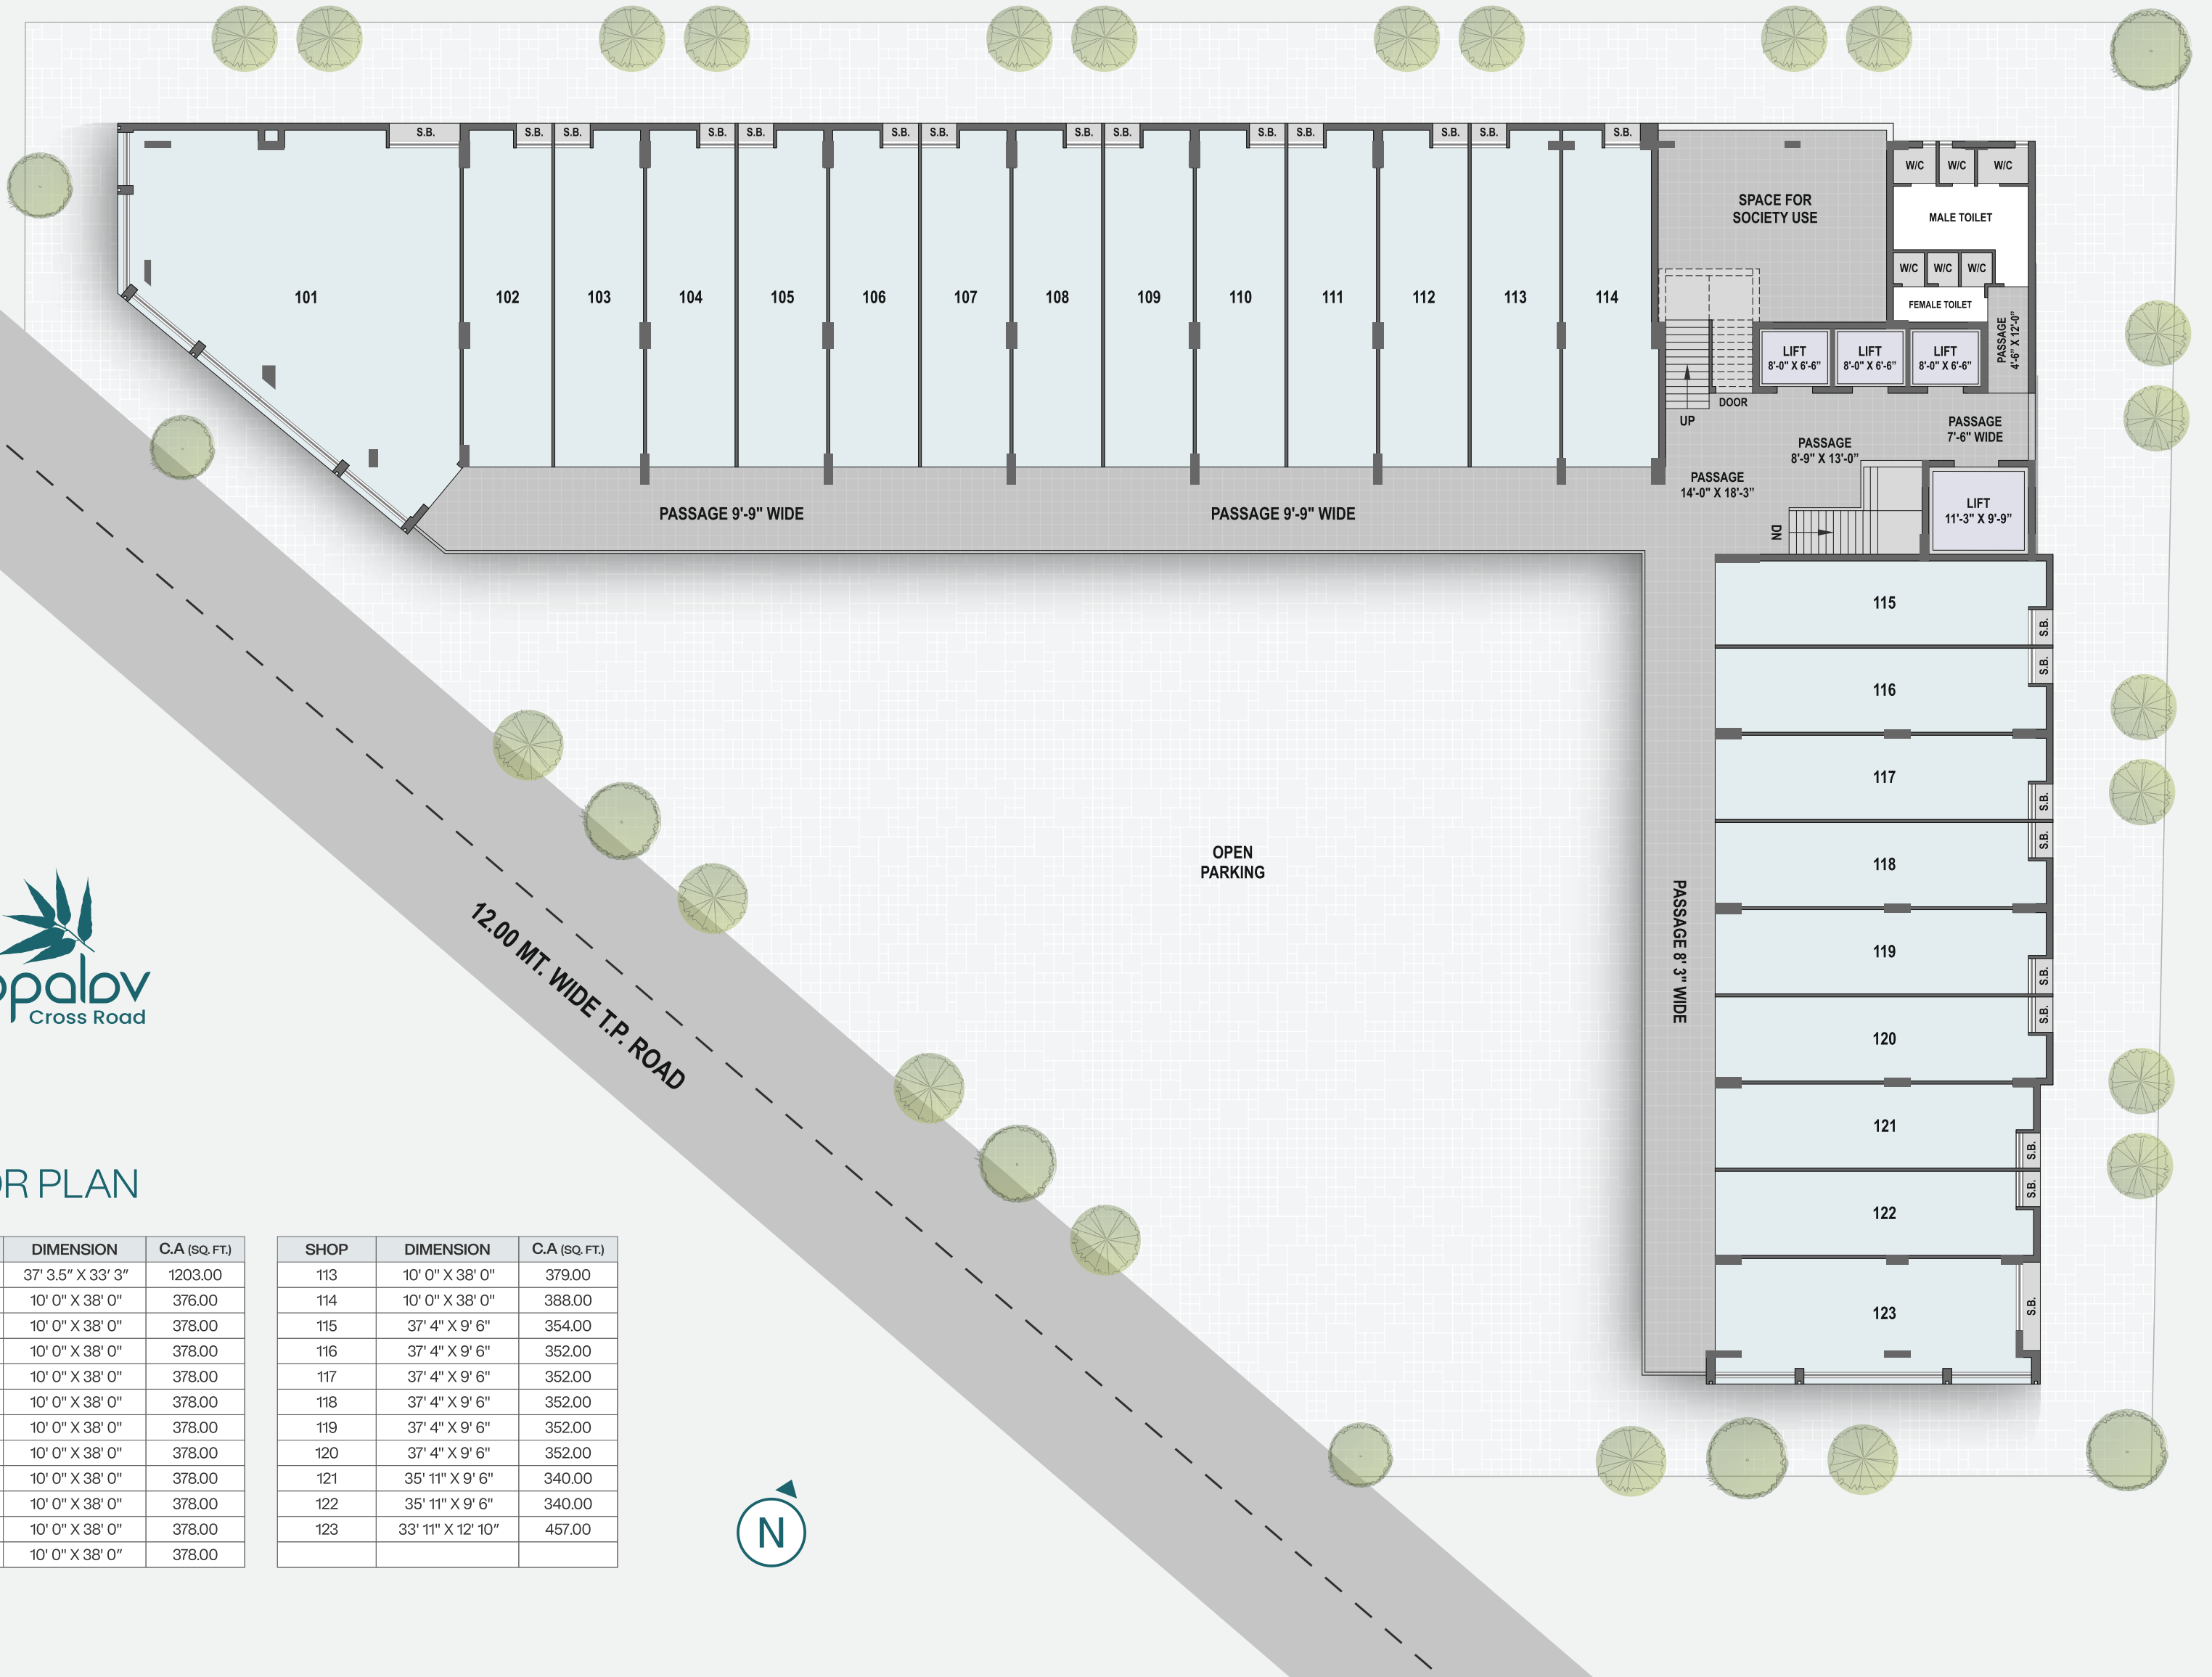 S.B.
S.B.
S.B.
S.B.
S.B.
S.B.
S.B.
S.B.
S.B.
S.B.
S.B.
S.B.
S.B.
S.B.
101
102
103
104
105
106
107
108
109
110
111
112
113
114
SPACE FOR
SOCIETY USE
W/C
W/C
W/C
MALE TOILET
W/C
W/C
W/C
FEMALE TOILET
PASSAGE
4'-6" X 12'-0"
LIFT
8'-0" X 6'-6"
LIFT
8'-0" X 6'-6"
LIFT
8'-0" X 6'-6"
DOOR
UP
PASSAGE
7'-6" WIDE
PASSAGE
8'-9" X 13'-0"
PASSAGE
14'-0" X 18'-3"
LIFT
11'-3" X 9'-9"
DN
PASSAGE 9'-9" WIDE
PASSAGE 9'-9" WIDE
115
S.B.
116
S.B.
117
S.B.
118
S.B.
119
S.B.
120
S.B.
121
S.B.
122
S.B.
123
S.B.
PASSAGE 8' 3" WIDE
OPEN
PARKING
12.00 MT. WIDE T.P. ROAD
palov
Cross Road
R PLAN
DIMENSION C.A (SQ. FT.)
37' 3.5" X 33' 3" 1203.00
10' 0" X 38' 0" 376.00
10' 0" X 38' 0" 378.00
10' 0" X 38' 0" 378.00
10' 0" X 38' 0" 378.00
10' 0" X 38' 0" 378.00
10' 0" X 38' 0" 378.00
10' 0" X 38' 0" 378.00
10' 0" X 38' 0" 378.00
10' 0" X 38' 0" 378.00
10' 0" X 38' 0" 378.00
10' 0" X 38' 0" 378.00
SHOP DIMENSION C.A (SQ. FT.)
113 10' 0" X 38' 0" 379.00
114 10' 0" X 38' 0" 388.00
115 37' 4" X 9' 6" 354.00
116 37' 4" X 9' 6" 352.00
117 37' 4" X 9' 6" 352.00
118 37' 4" X 9' 6" 352.00
119 37' 4" X 9' 6" 352.00
120 37' 4" X 9' 6" 352.00
121 35' 11" X 9' 6" 340.00
122 35' 11" X 9' 6" 340.00
123 33' 11" X 12' 10" 457.00
N